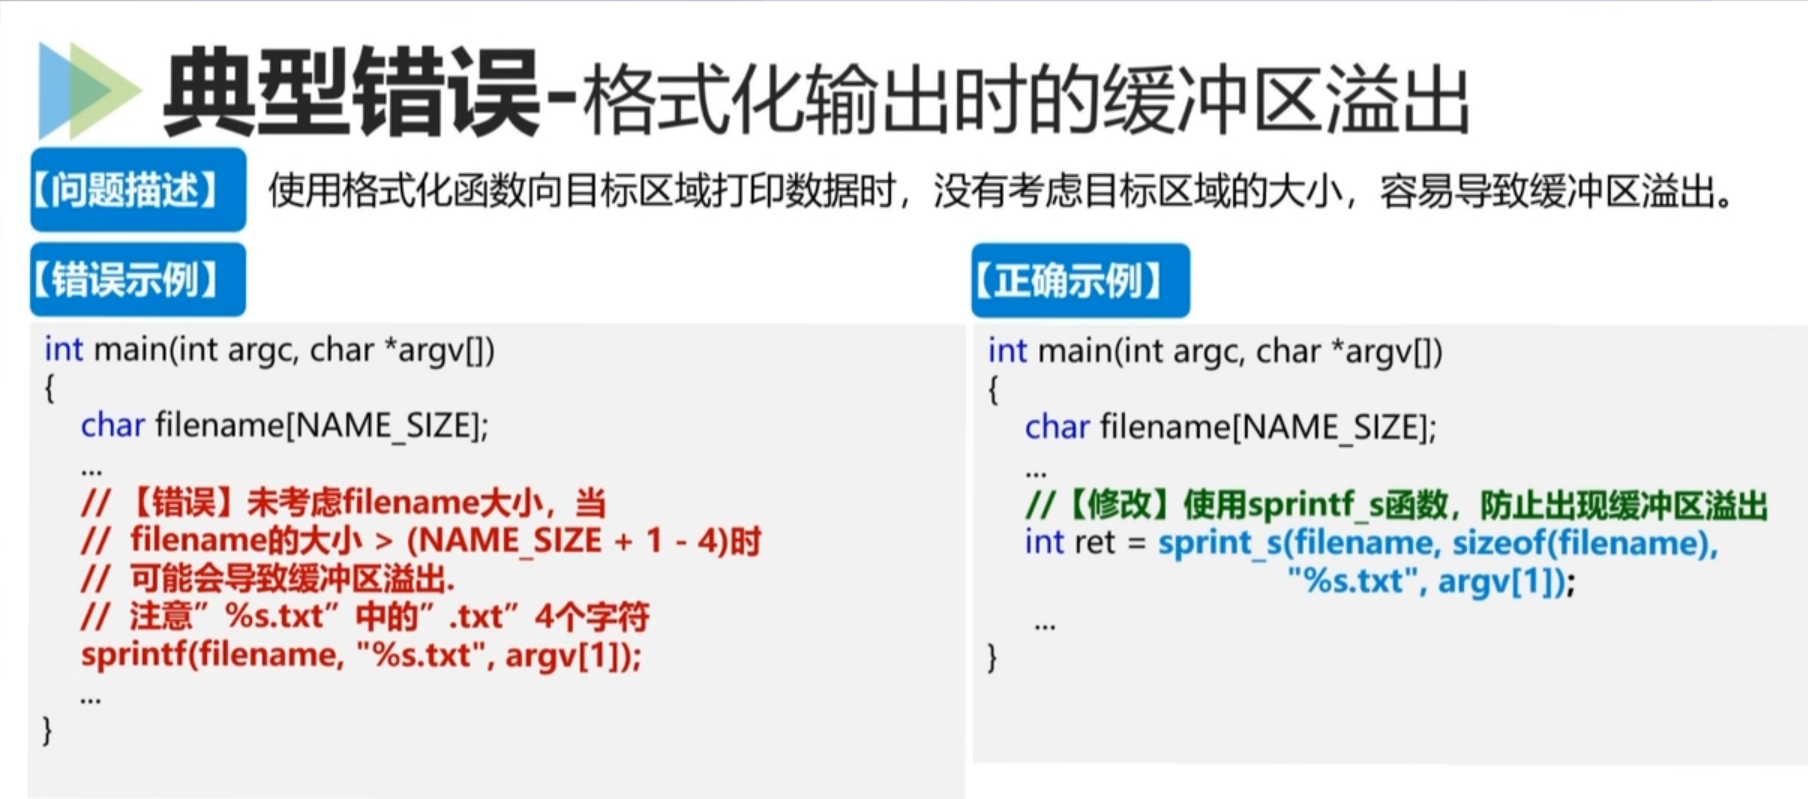 典型错误-格式化输出时的缓冲区溢出
【问题描述】 使用格式化函数向目标区域打印数据时，没有考虑目标区域的大小，容易导致缓冲区溢出。
【错误示例】
int main(int argc, char *argv[])
{
char filename[NAME_SIZE];
...
// 【错误】未考虑filename大小，当
// filename的大小 > (NAME_SIZE + 1 - 4)时
// 可能会导致缓冲区溢出.
// 注意”%s.txt”中的”.txt”4个字符
sprintf(filename, "%s.txt", argv[1]);
...
}
【正确示例】
int main(int argc, char *argv[])
{
char filename[NAME_SIZE];
...
//【修改】使用sprintf_s函数，防止出现缓冲区溢出
int ret = sprint_s(filename, sizeof(filename),
"%s.txt", argv[1]);
...
}